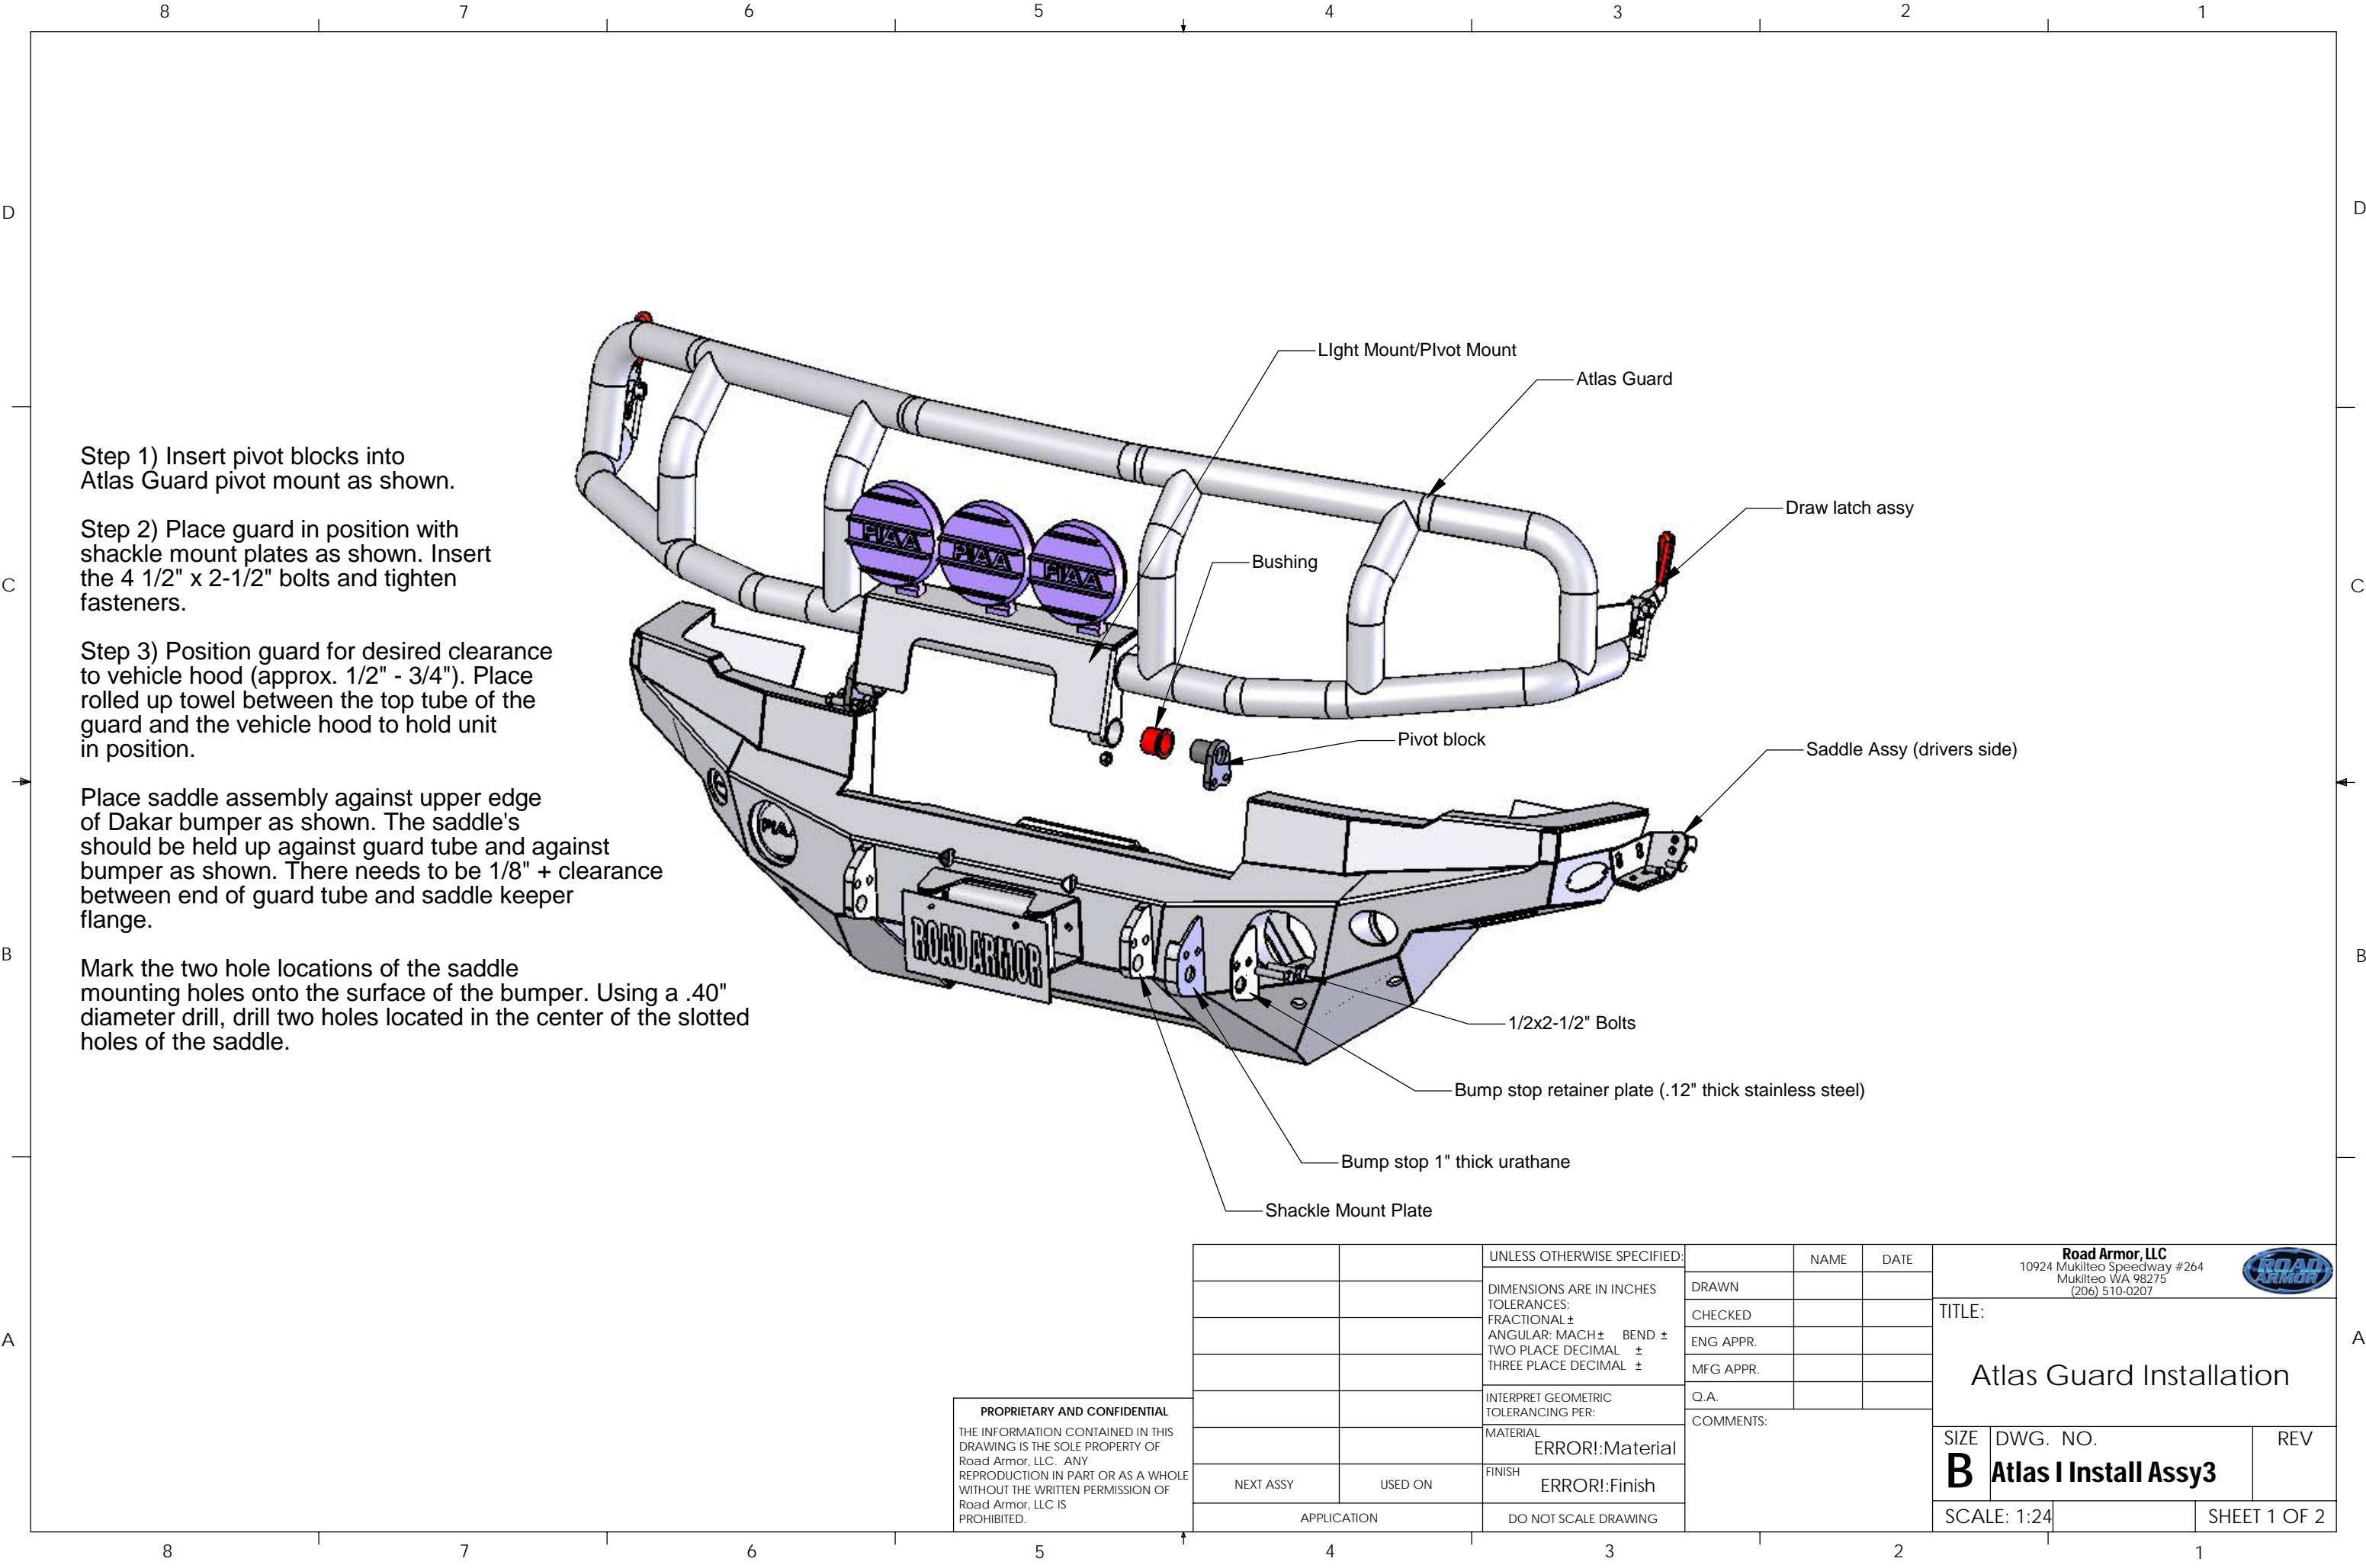 8 7 6 5 4 3 2 1
D D
C C
B B
A A
Step 1) Insert pivot blocks into
Atlas Guard pivot mount as shown.
Step 2) Place guard in position with
shackle mount plates as shown. Insert
the 4 1/2" x 2-1/2" bolts and tighten
fasteners.
Step 3) Position guard for desired clearance
to vehicle hood (approx. 1/2" - 3/4"). Place
rolled up towel between the top tube of the
guard and the vehicle hood to hold unit
in position.
Place saddle assembly against upper edge
of Dakar bumper as shown. The saddle's
should be held up against guard tube and against
bumper as shown. There needs to be 1/8" + clearance
between end of guard tube and saddle keeper
flange.
Mark the two hole locations of the saddle
mounting holes onto the surface of the bumper. Using a .40"
diameter drill, drill two holes located in the center of the slotted
holes of the saddle.
LIght Mount/PIvot Mount
Atlas Guard
Draw latch assy
Bushing
Pivot block
Saddle Assy (drivers side)
PIAA PIAA PIAA
PIAA
ROAD ARMOR
1/2x2-1/2" Bolts
Bump stop retainer plate (.12" thick stainless steel)
Bump stop 1" thick urathane
Shackle Mount Plate
PROPRIETARY AND CONFIDENTIAL
THE INFORMATION CONTAINED IN THIS
DRAWING IS THE SOLE PROPERTY OF
Road Armor, LLC. ANY
REPRODUCTION IN PART OR AS A WHOLE
WITHOUT THE WRITTEN PERMISSION OF
Road Armor, LLC IS
PROHIBITED.
NEXT ASSY USED ON
APPLICATION
UNLESS OTHERWISE SPECIFIED:
DIMENSIONS ARE IN INCHES
TOLERANCES:
FRACTIONAL ±
ANGULAR: MACH ± BEND ±
TWO PLACE DECIMAL ±
THREE PLACE DECIMAL ±
INTERPRET GEOMETRIC
TOLERANCING PER:
MATERIAL
ERROR!:Material
FINISH
ERROR!:Finish
DO NOT SCALE DRAWING
NAME DATE
DRAWN
CHECKED
ENG APPR.
MFG APPR.
Q.A.
COMMENTS:
Road Armor, LLC
10924 Mukilteo Speedway #264
Mukilteo WA 98275
(206) 510-0207
ROAD
ARMOR
TITLE:
Atlas Guard Installation
SIZE DWG. NO. REV
B Atlas I Install Assy3
SCALE: 1:24 SHEET 1 OF 2
8 7 6 5 4 3 2 1